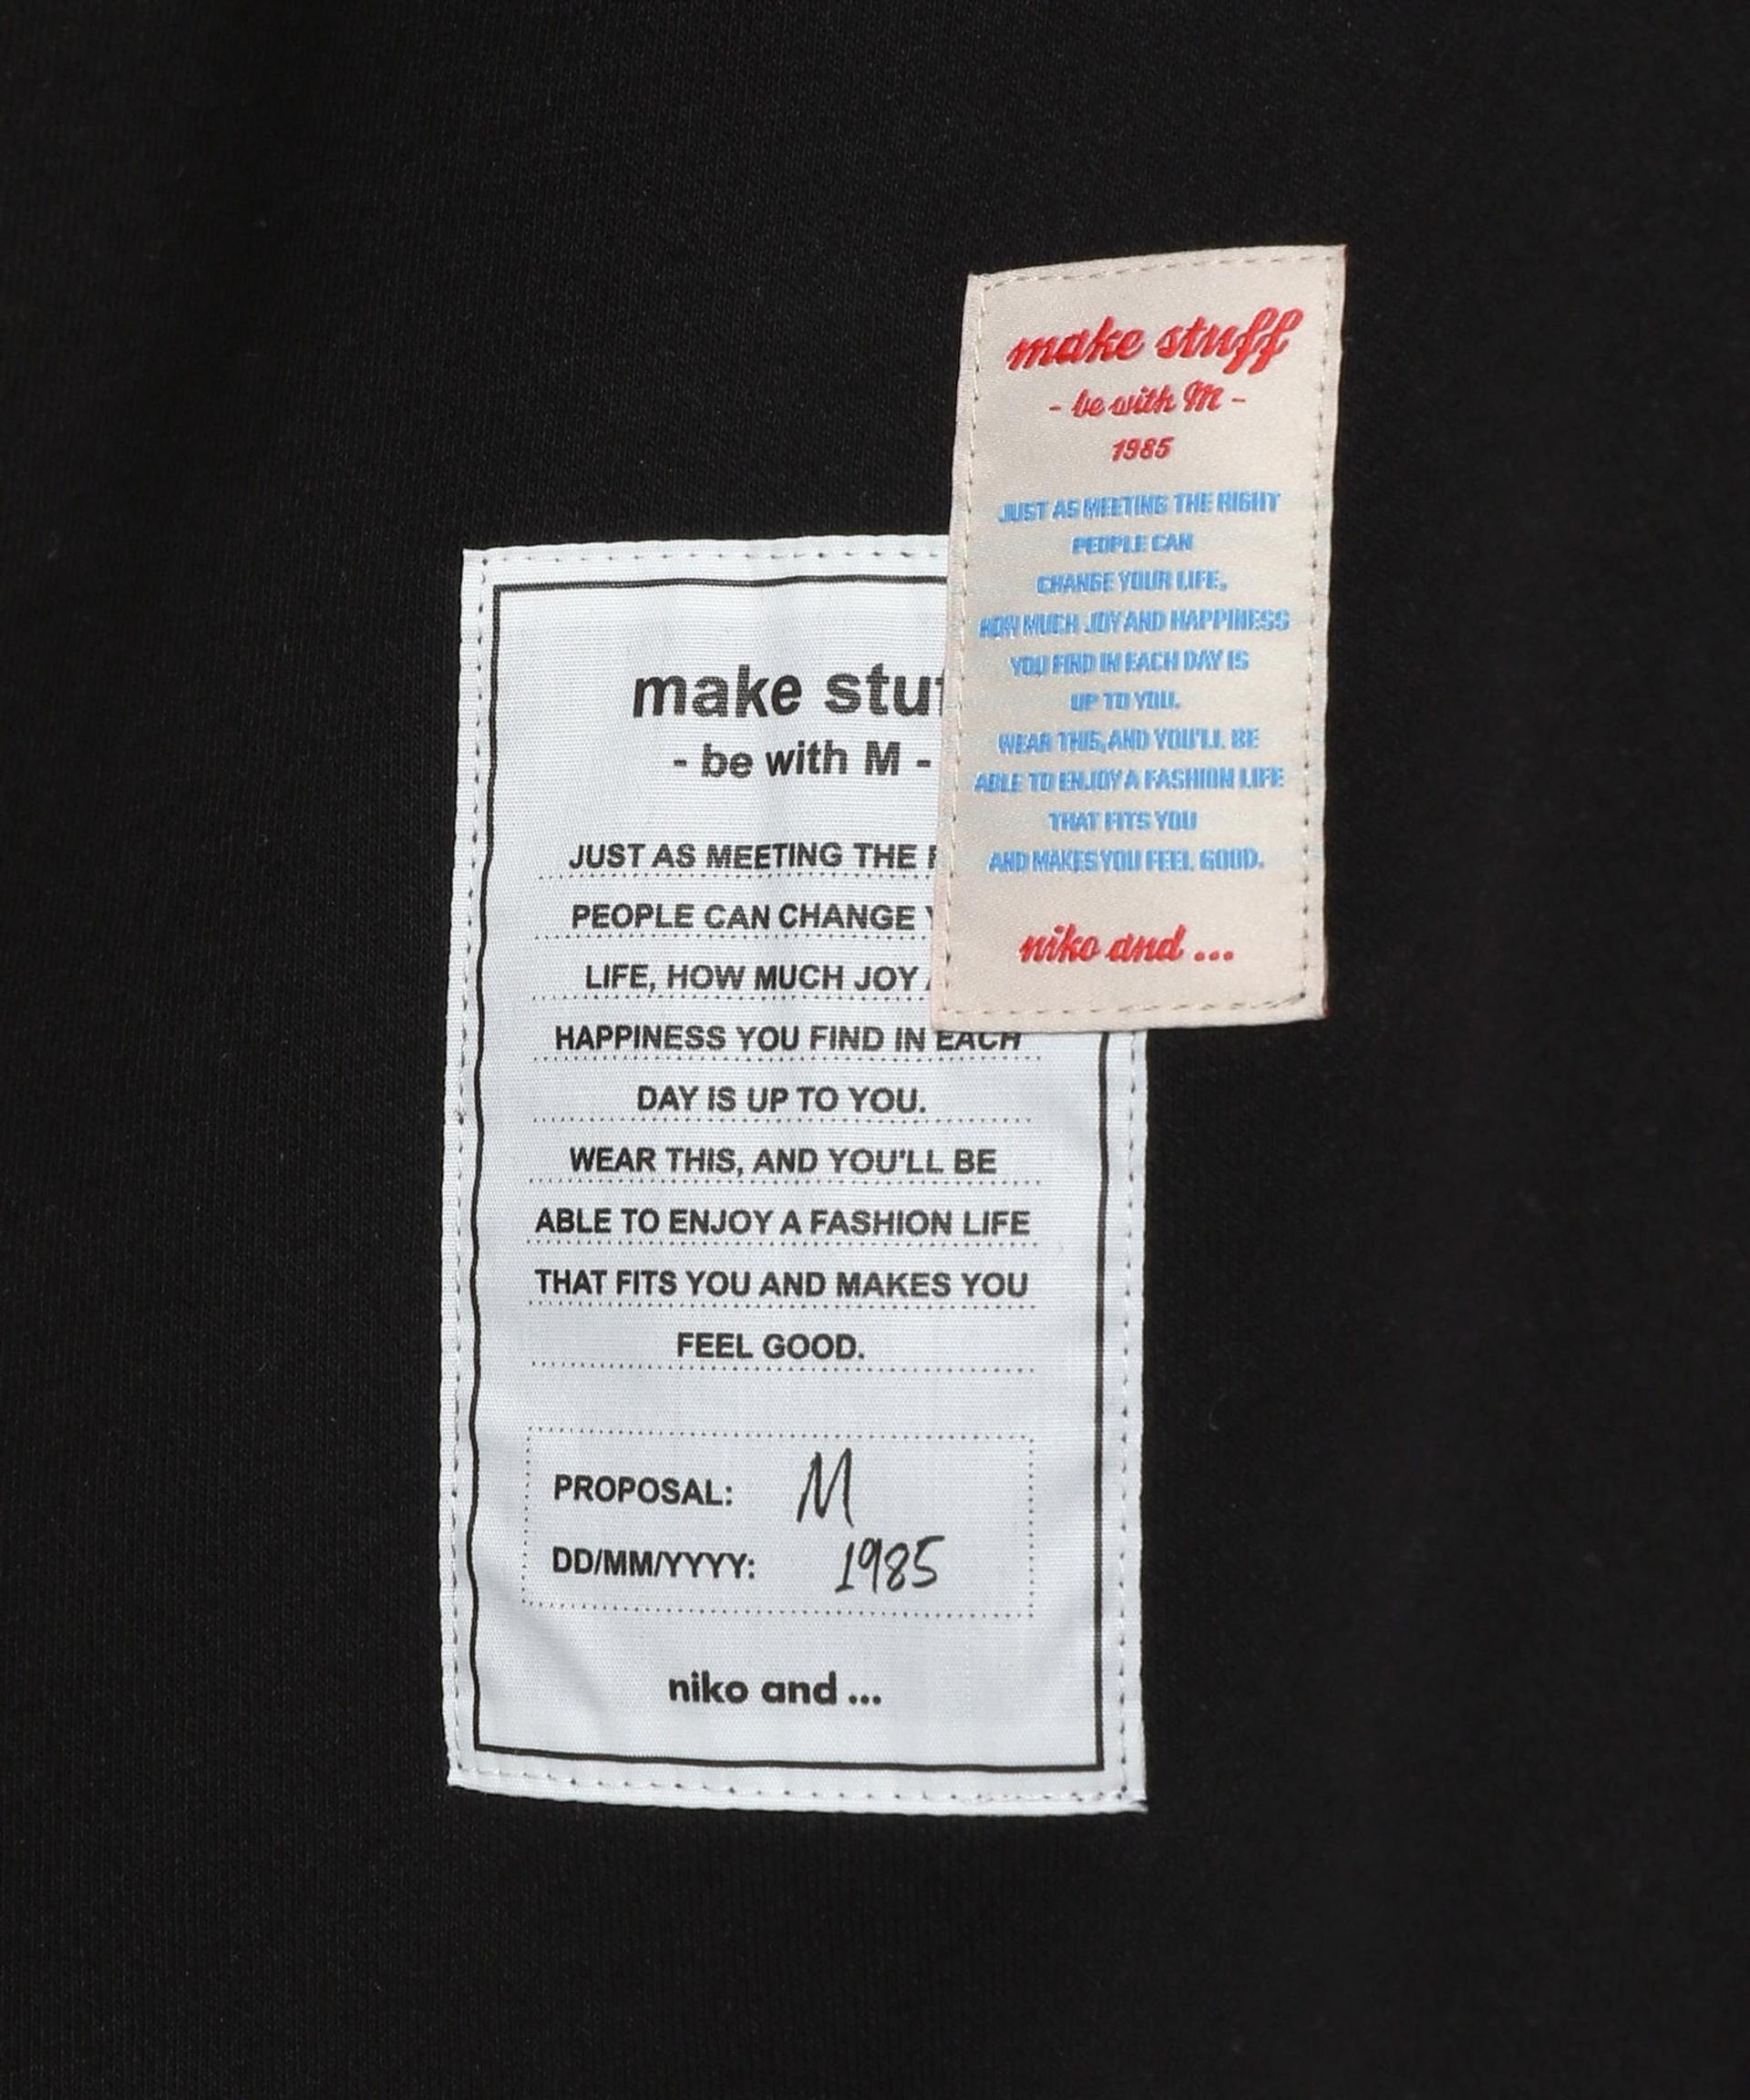 make stuff
- be with M -
1985
JUST AS MEETING THE RIGHT
PEOPLE CAN
CHANGE YOUR LIFE,
HOW MUCH JOY AND HAPPINESS
YOU FIND IN EACH DAY IS
UP TO YOU.
WEAR THIS, AND YOU'LL BE
ABLE TO ENJOY A FASHION LIFE
THAT FITS YOU
AND MAKES YOU FEEL GOOD.
niko and ...
make stuf
- be with M -
JUST AS MEETING THE
PEOPLE CAN CHANGE
LIFE, HOW MUCH JOY
HAPPINESS YOU FIND IN EACH
DAY IS UP TO YOU.
WEAR THIS, AND YOU'LL BE
ABLE TO ENJOY A FASHION LIFE
THAT FITS YOU AND MAKES YOU
FEEL GOOD.
PROPOSAL: M
DD/MM/YYYY: 1985
niko and ...